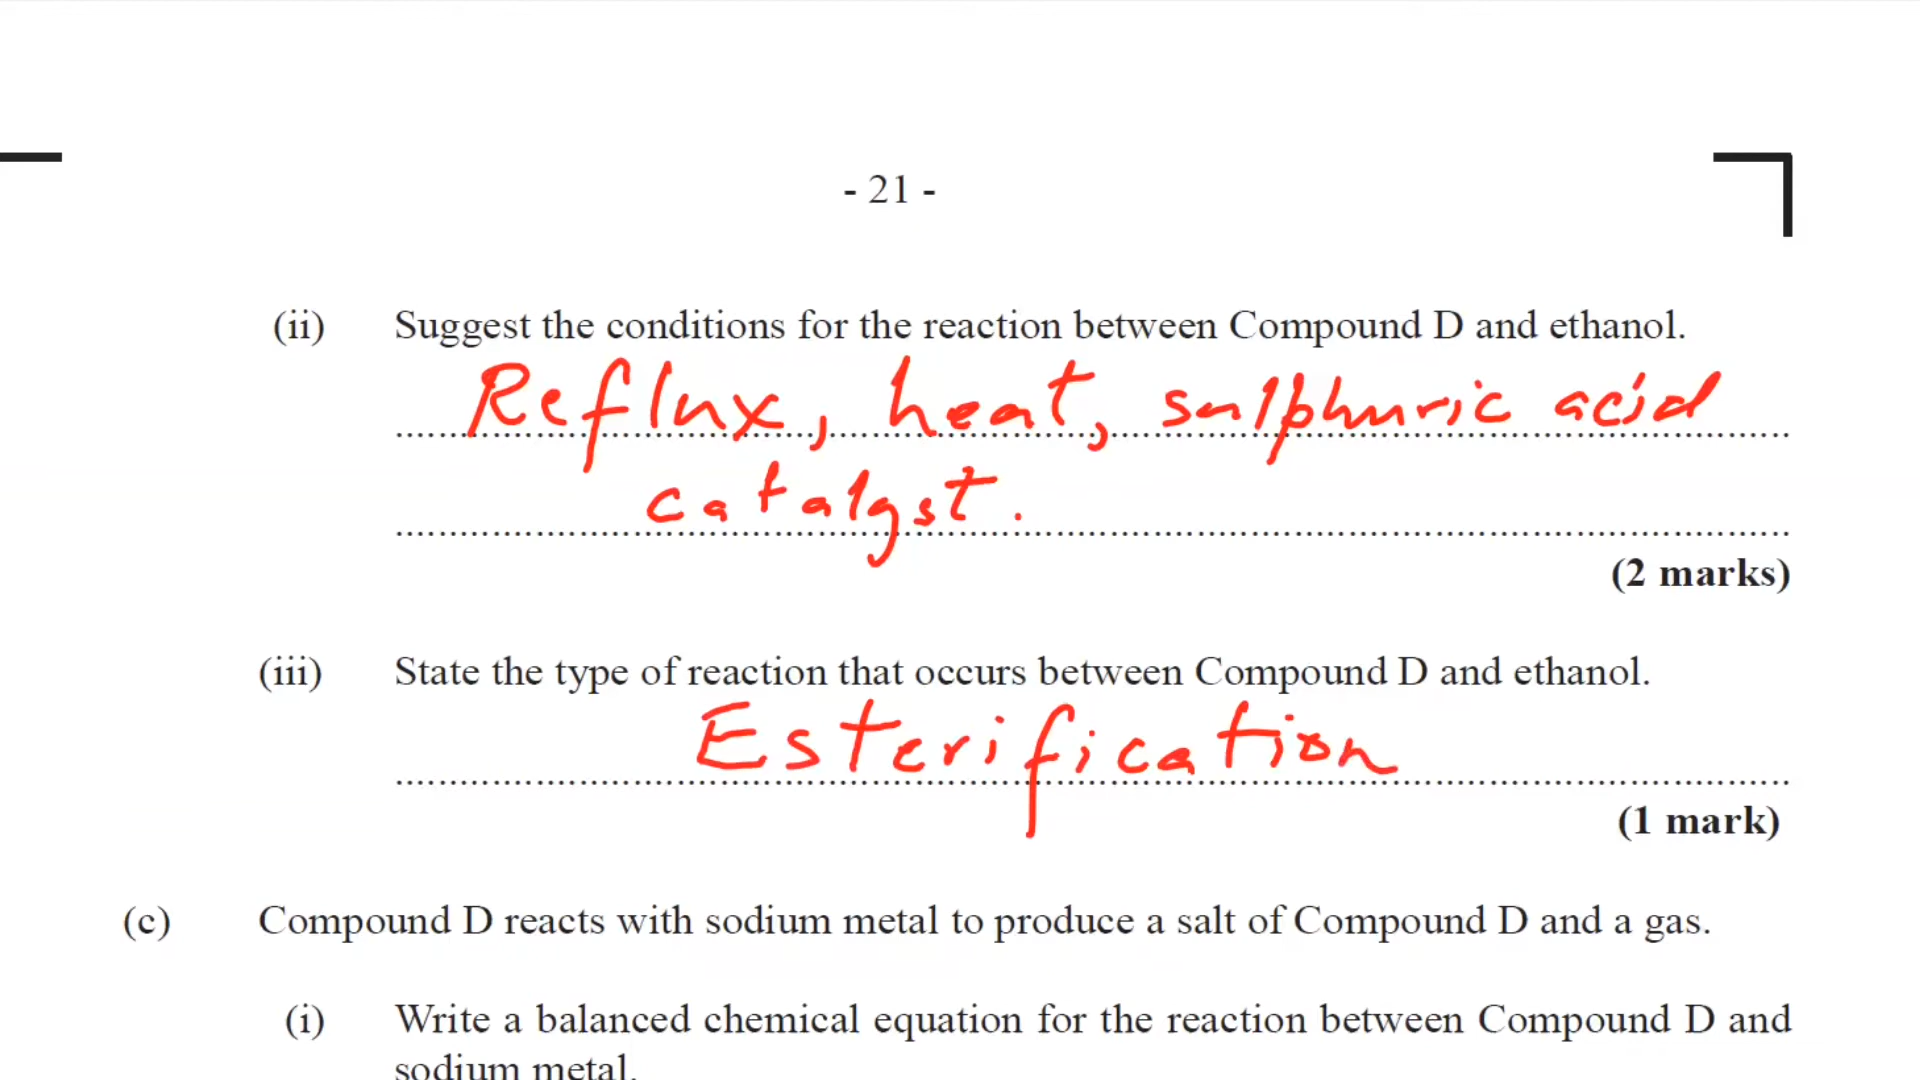 - 21 -
(ii) Suggest the conditions for the reaction between Compound D and ethanol.
Reflux, heat, sulphuric acid
catalyst.
(2 marks)
(iii) State the type of reaction that occurs between Compound D and ethanol.
Esterification
(1 mark)
(c) Compound D reacts with sodium metal to produce a salt of Compound D and a gas.
(i) Write a balanced chemical equation for the reaction between Compound D and
sodium metal.